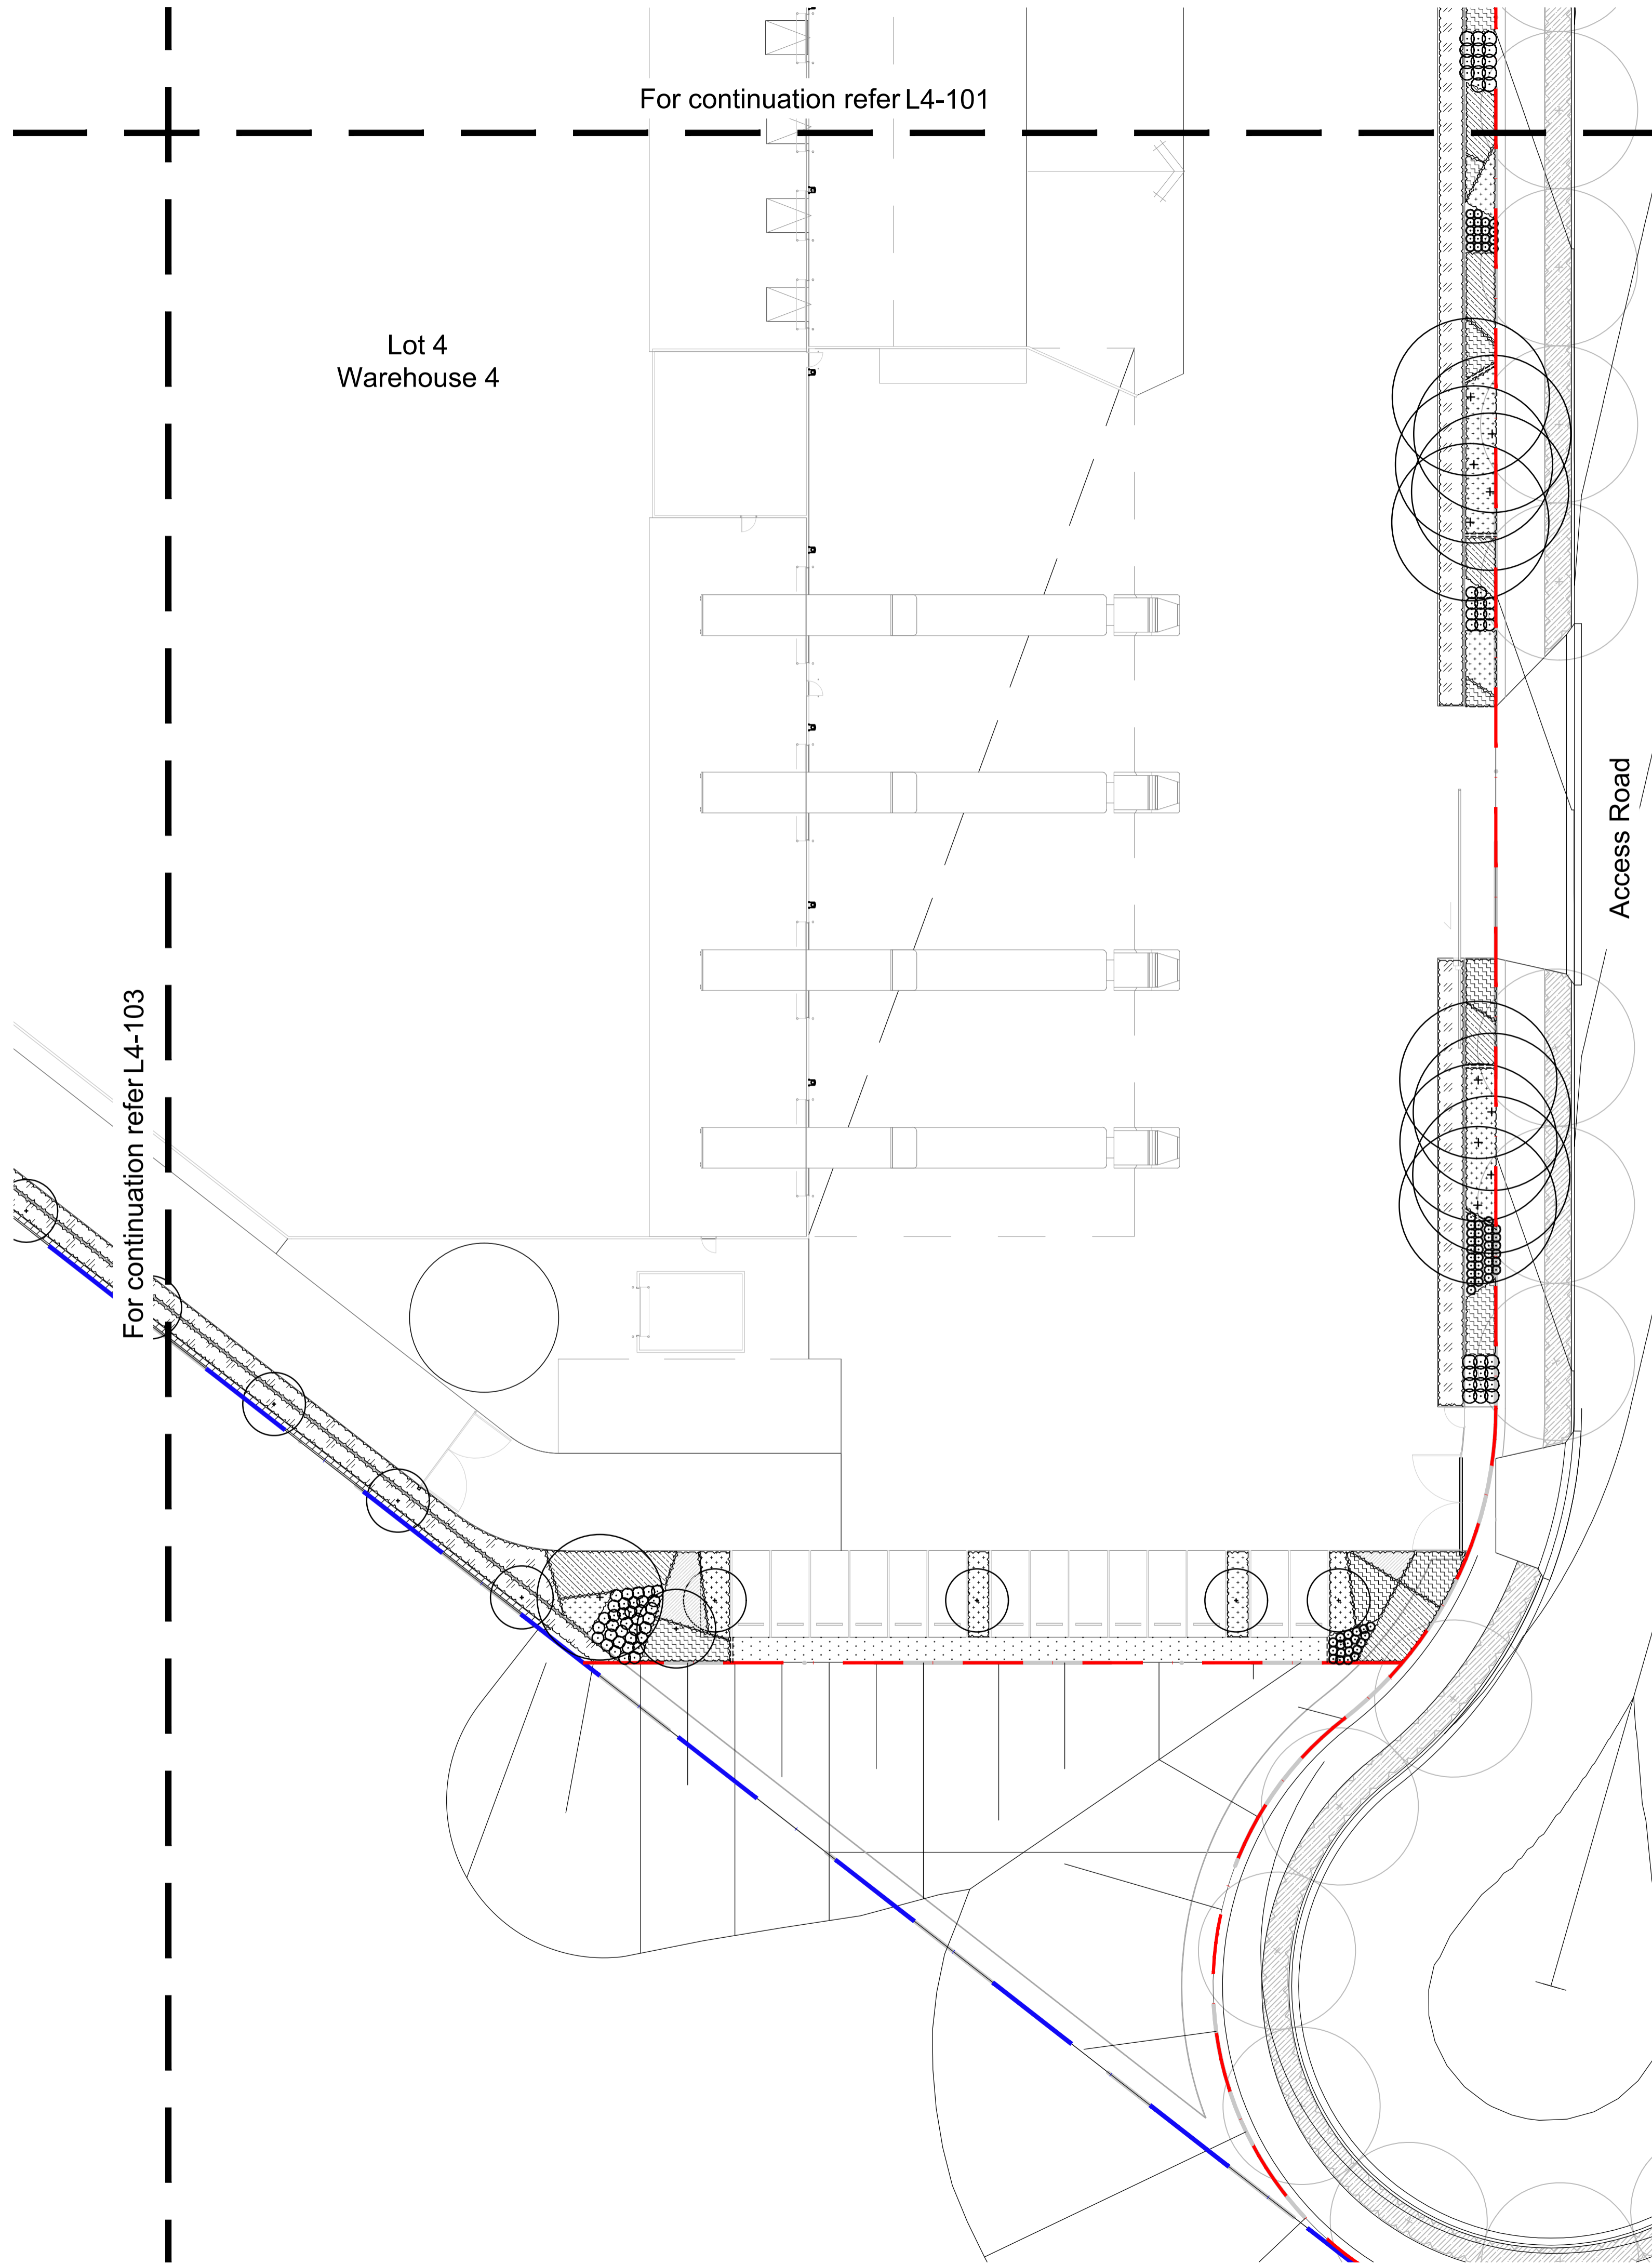 For continuation refer L4-101
Lot 4
Warehouse 4
Access Road
For continuation refer L4-103